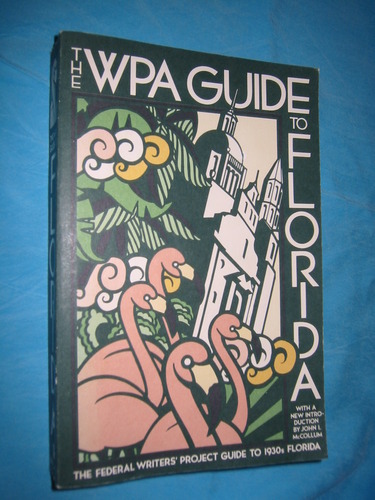 THE WPA GUIDE
TO FLORIDA
WITH A
NEW INTRO-
DUCTION
BY JOHN I.
McCOLLUM
THE FEDERAL WRITERS' PROJECT GUIDE TO 1930s FLORIDA